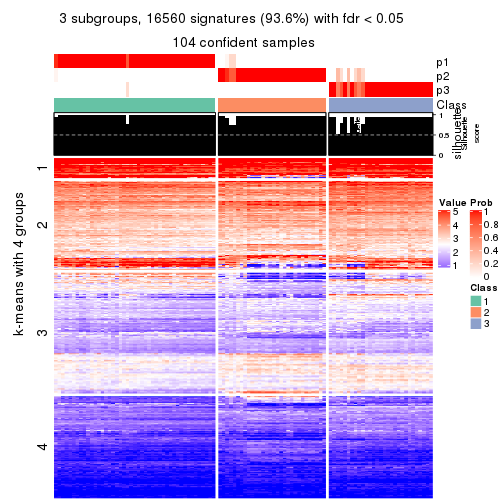 3 subgroups, 16560 signatures (93.6%) with fdr < 0.05
104 confident samples
p1
p2
p3
Class
1
0.5
0
silhouette
Silhouette
score
k-means with 4 groups
1
2
3
4
Value
5
4
3
2
1
Prob
1
0.8
0.6
0.4
0.2
0
Class
1
2
3